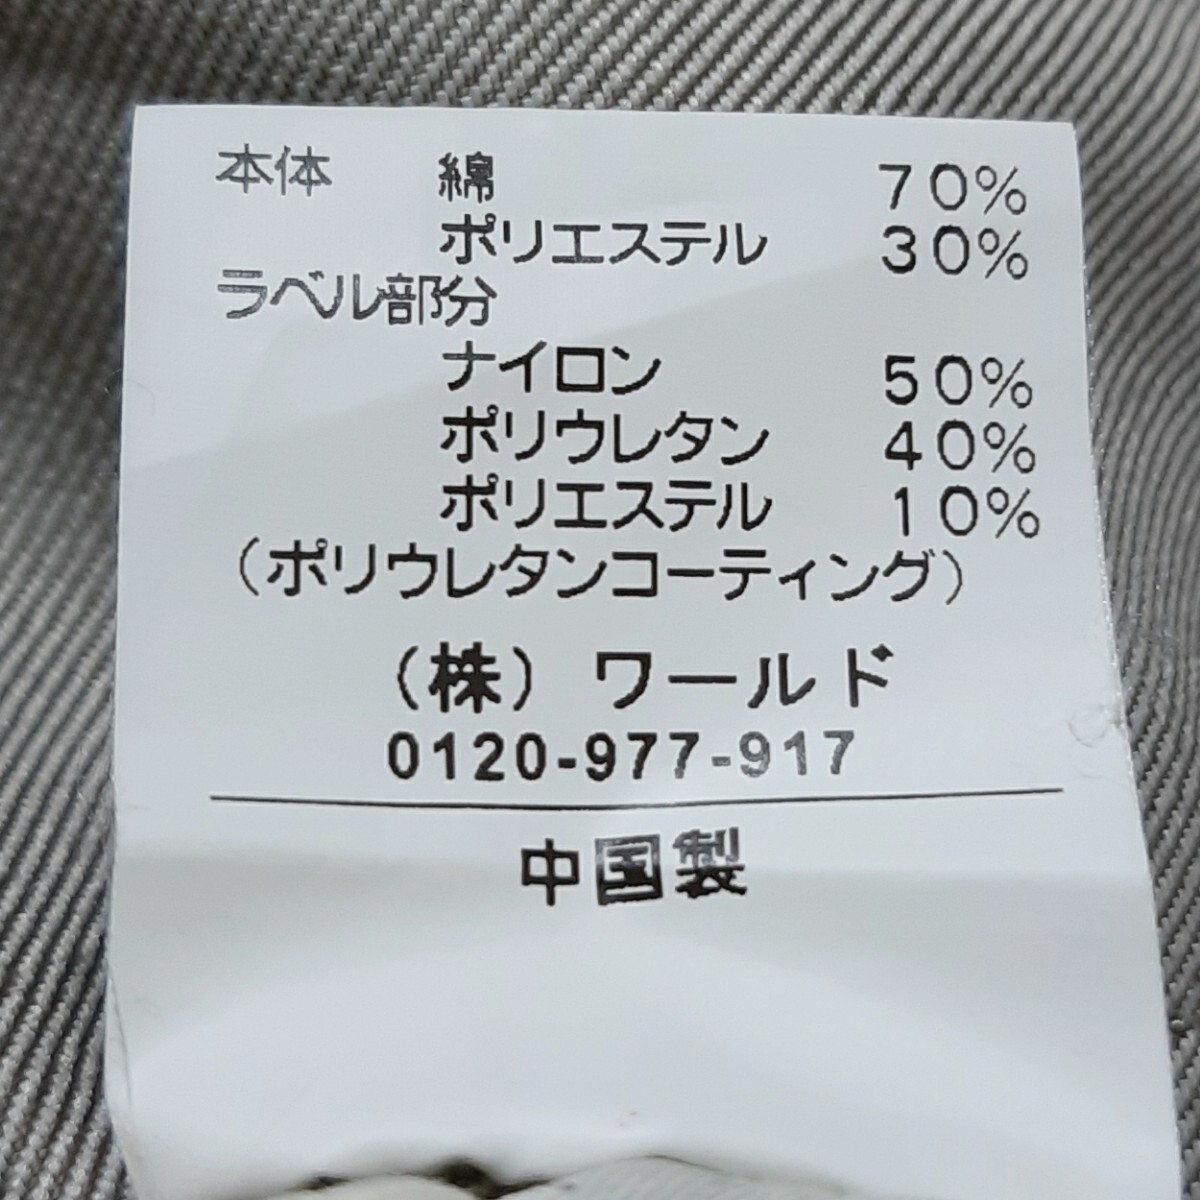 本体 綿 70%
ポリエステル 30%
ラベル部分
ナイロン 50%
ポリウレタン 40%
ポリエステル 10%
(ポリウレタンコーティング)
(株)ワールド
0120-977-917
中国製